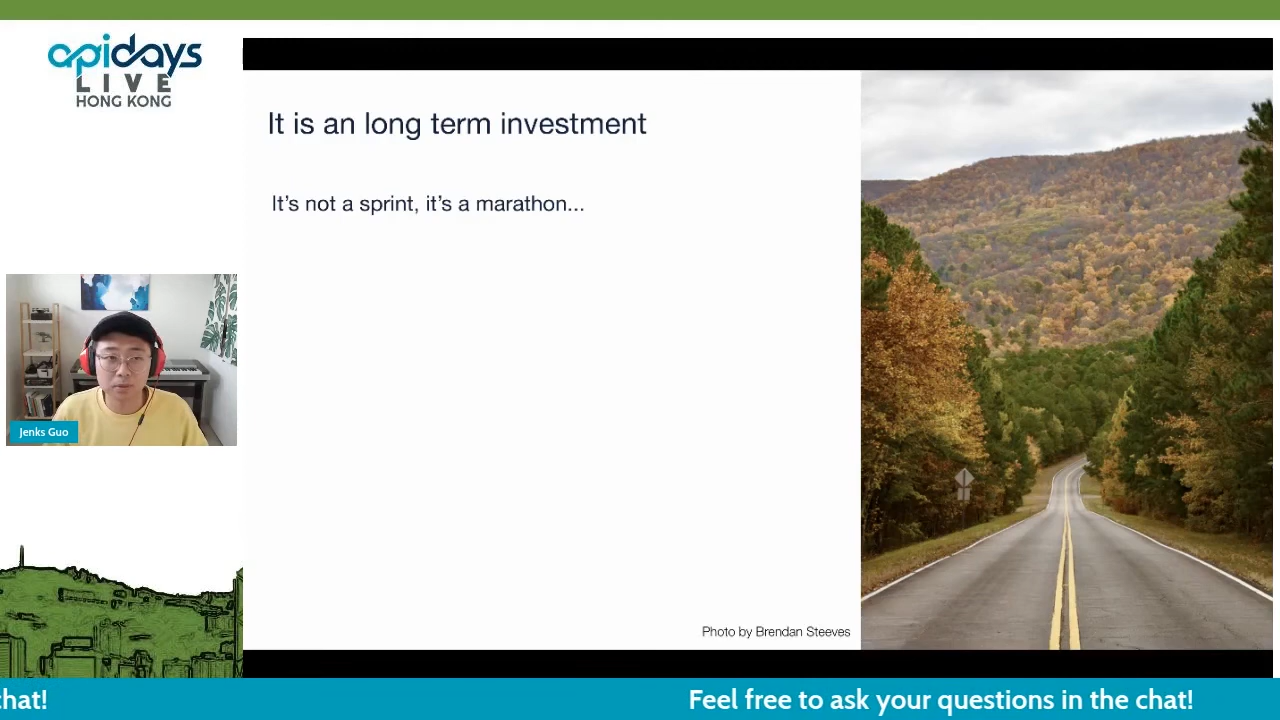 apidays
LIVE
HONG KONG
It is an long term investment
It's not a sprint, it's a marathon...
Jenks Guo
Photo by Brendan Steeves
chat!
Feel free to ask your questions in the chat!